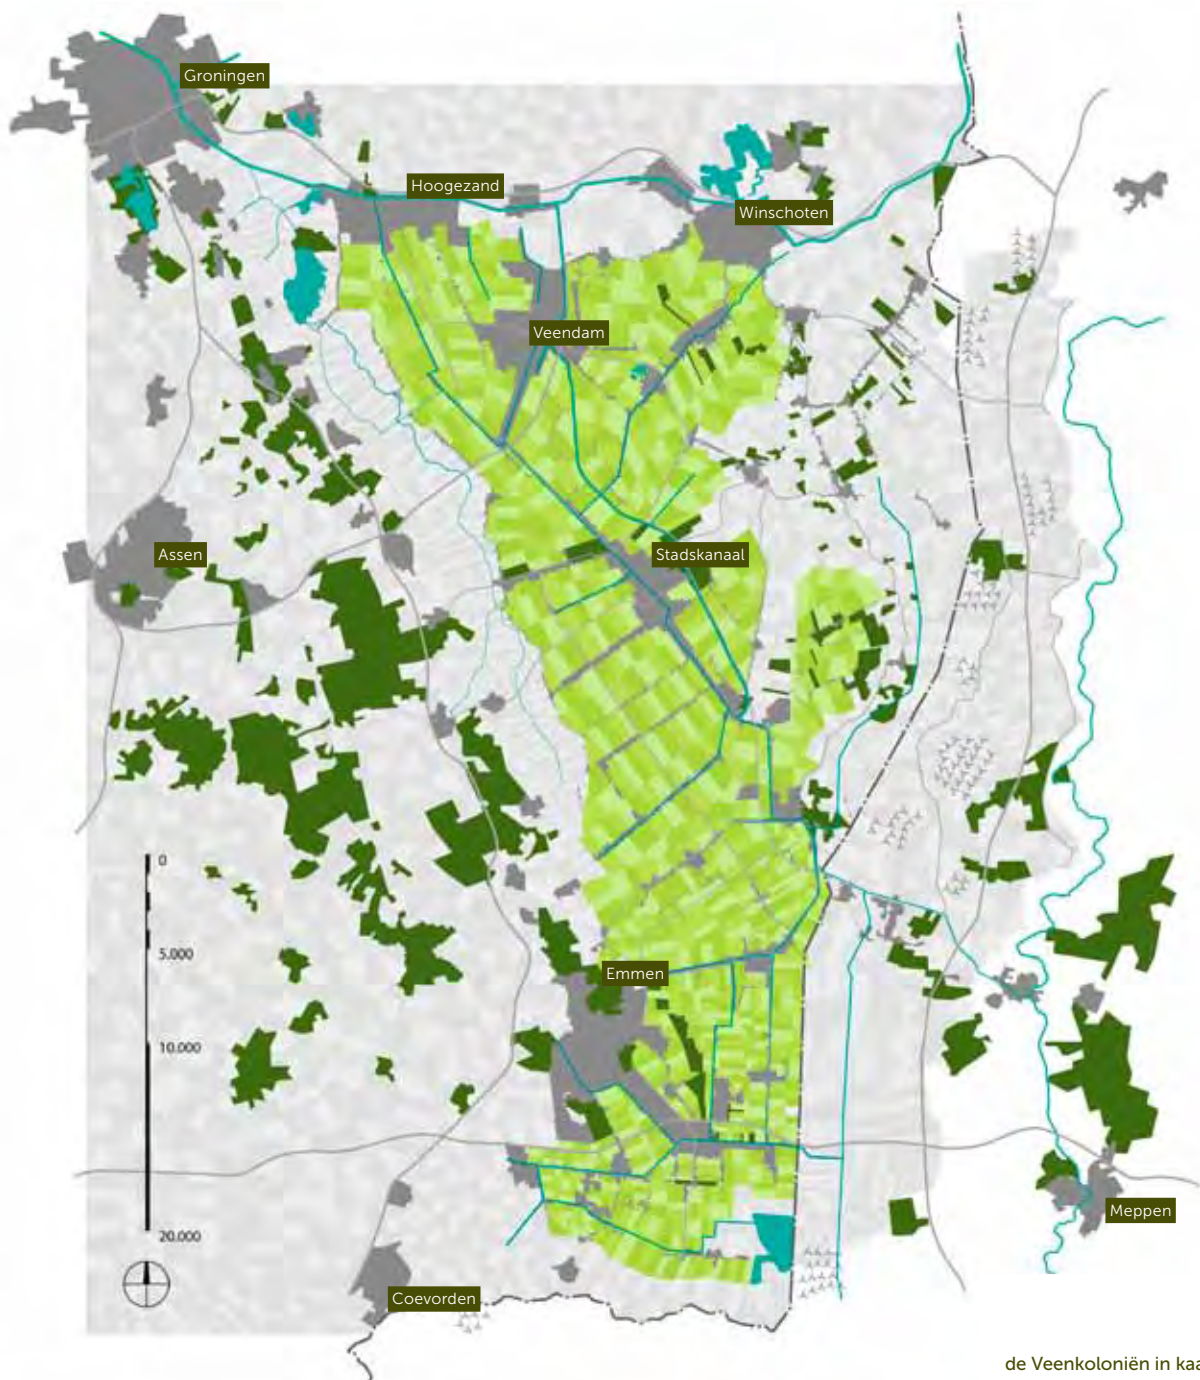 Groningen
Hoogezand
Winschoten
Veendam
Assen
Stadskanaal
0
5.000
Emmen
10.000
Meppen
20.000
Coevorden
de Veenkoloniën in kaa